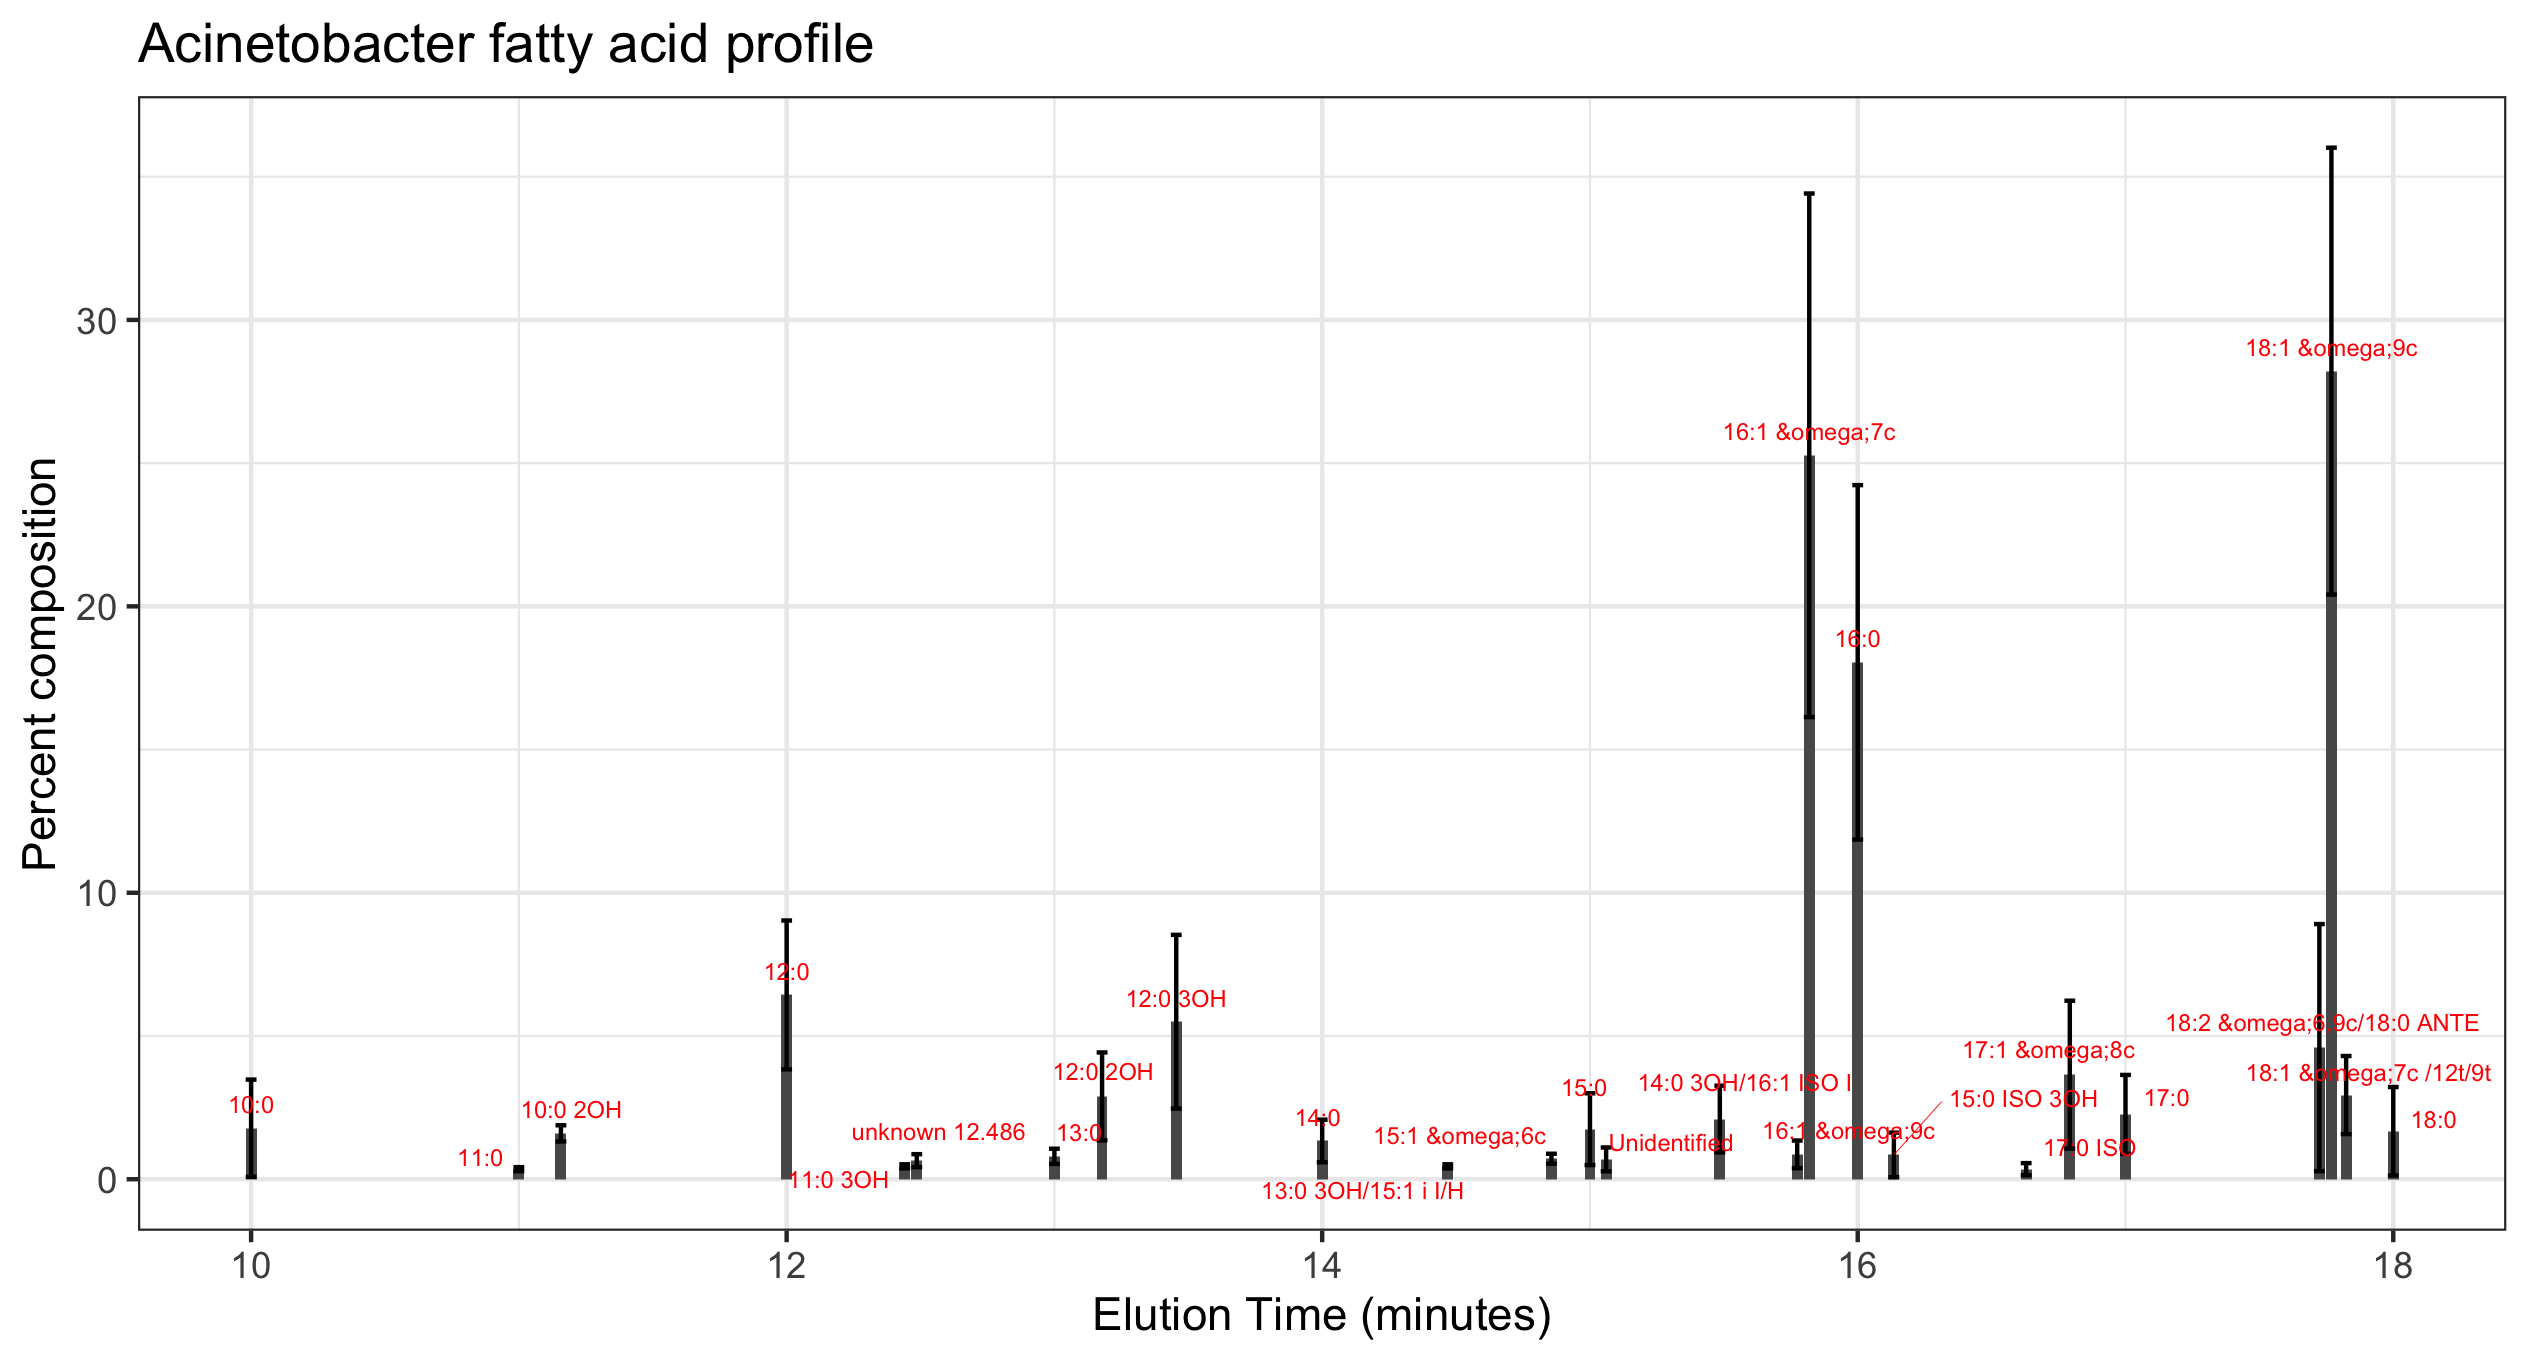 Acinetobacter fatty acid profile
Percent composition
30
20
10
0
18:1 &omega;9c
16:1 &omega;7c
16:0
12:0
12:0 3OH
18:2 &omega;6,9c/18:0 ANTE
17:1 &omega;8c
12:0 2OH
18:1 &omega;7c /12t/9t
14:0 3OH/16:1 ISO I
15:0
17:0
15:0 ISO 3OH
10:0
10:0 2OH
14:0
18:0
unknown 12.486
13:0
16:1 &omega;9c
15:1 &omega;6c
Unidentified
17:0 ISO
11:0
11:0 3OH
13:0 3OH/15:1 i I/H
10
12
14
16
18
Elution Time (minutes)